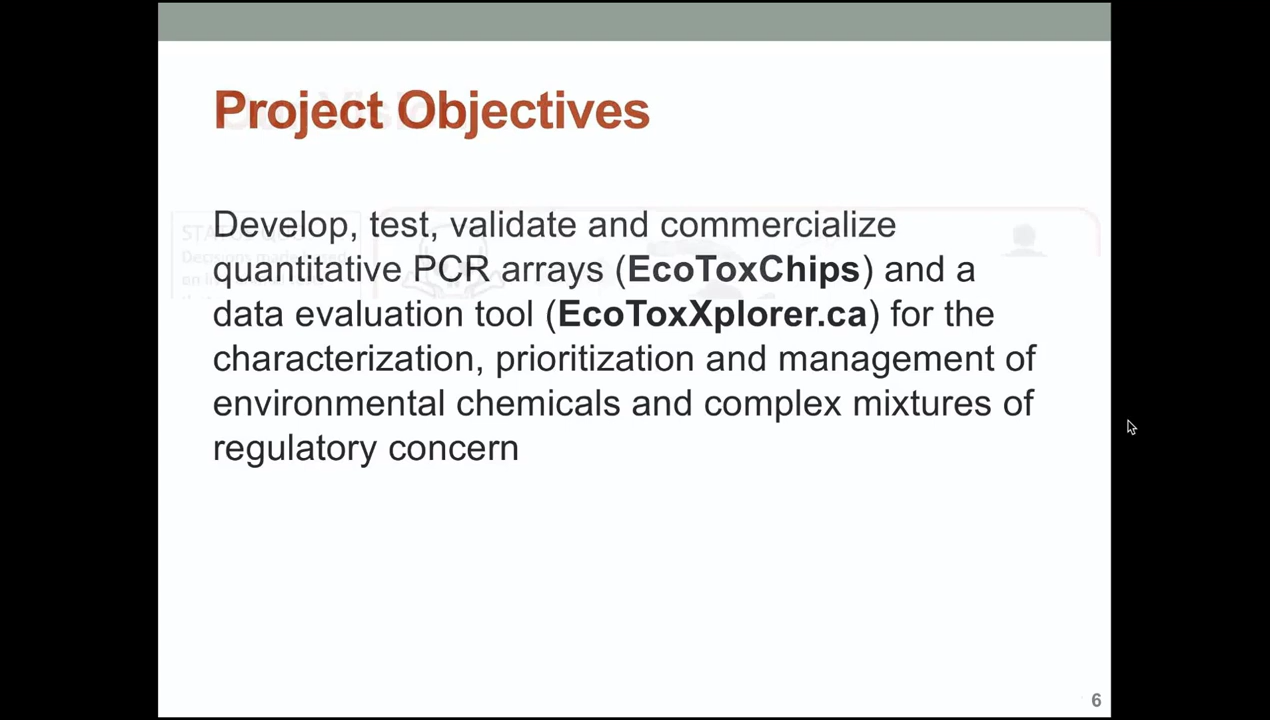 Project Objectives
Develop, test, validate and commercialize
quantitative PCR arrays (EcoToxChips) and a
data evaluation tool (EcoToxXplorer.ca) for the
characterization, prioritization and management of
environmental chemicals and complex mixtures of
regulatory concern
6